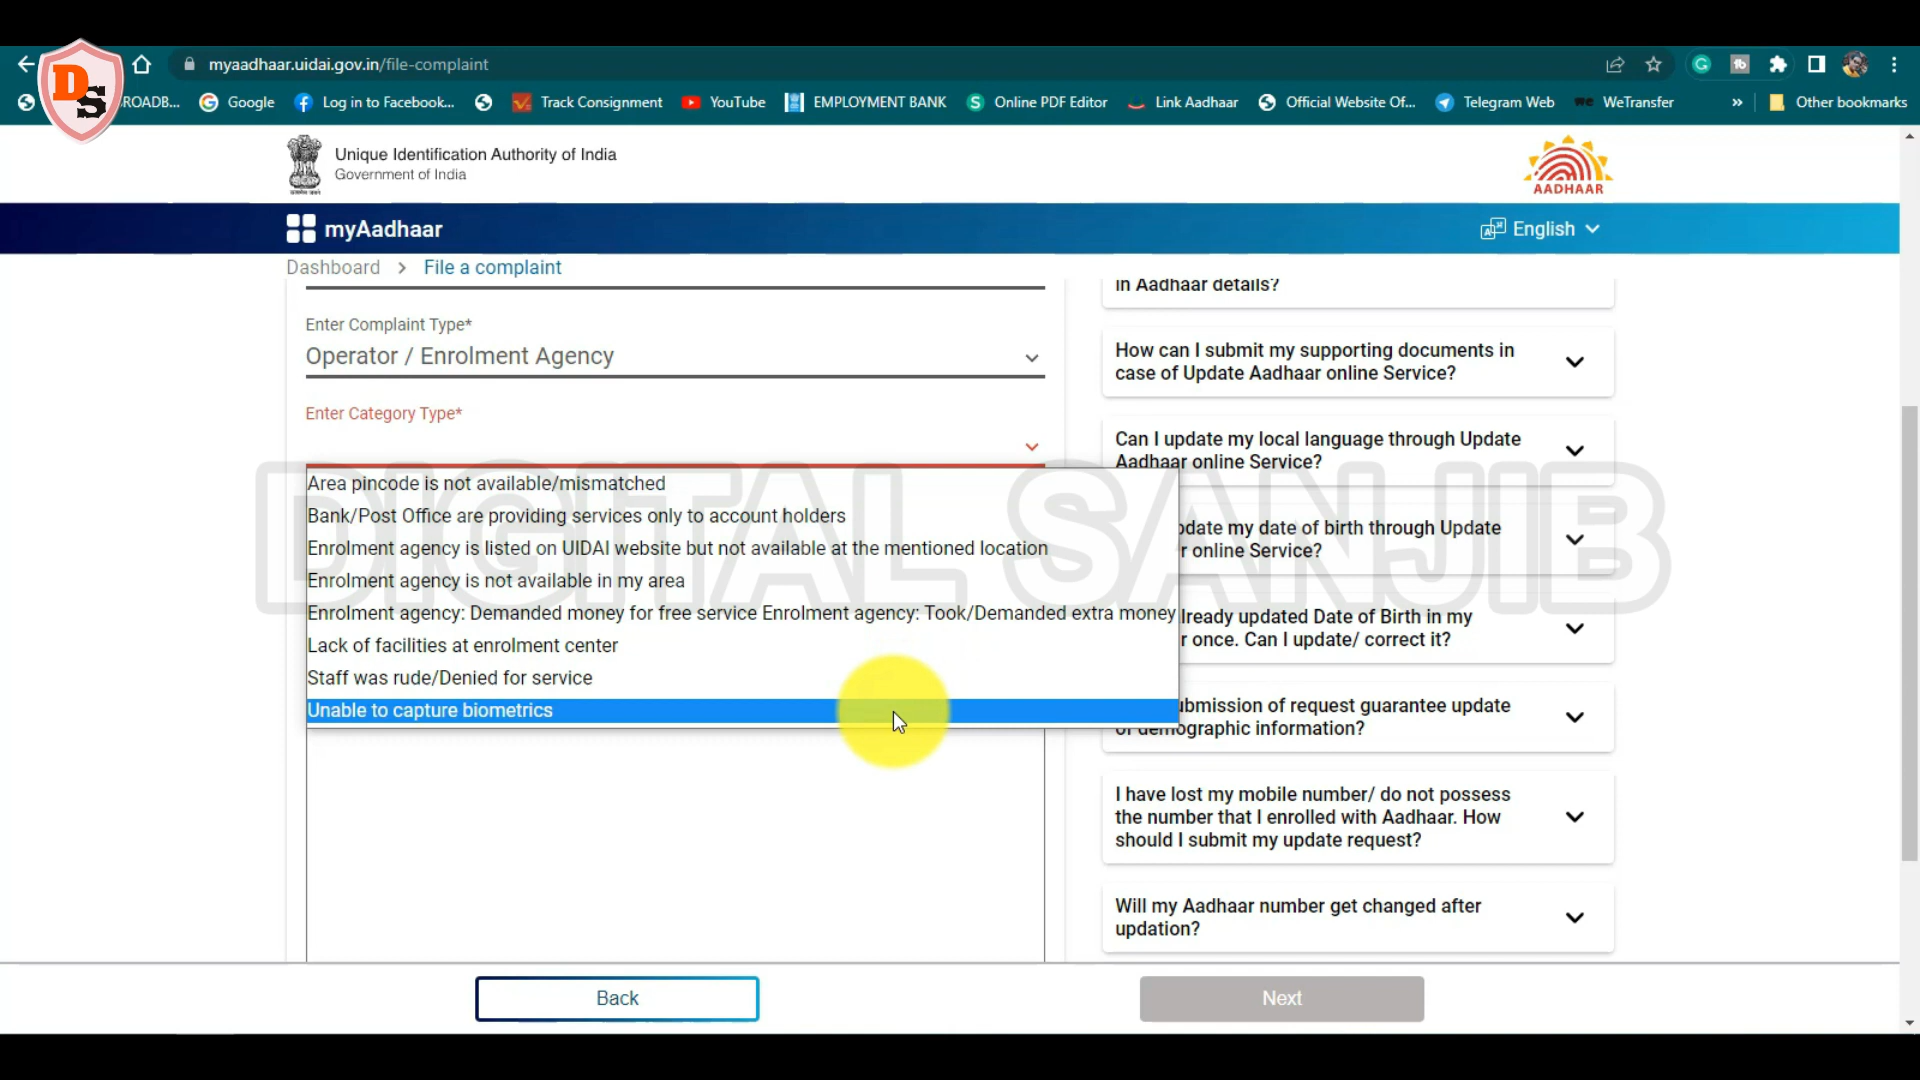 myaadhaar.uidai.gov.in/file-complaint
ROADB...
Google
Log in to Facebook...
Track Consignment
YouTube
EMPLOYMENT BANK
Online PDF Editor
Link Aadhaar
Official Website Of...
Telegram Web
WeTransfer
»
Other bookmarks
DS
Unique Identification Authority of India
Government of India
AADHAAR
myAadhaar
English
Dashboard > File a complaint
Enter Complaint Type*
Operator / Enrolment Agency
Enter Category Type*
Area pincode is not available/mismatched
Bank/Post Office are providing services only to account holders
Enrolment agency is listed on UIDAI website but not available at the mentioned location
Enrolment agency is not available in my area
Enrolment agency: Demanded money for free service Enrolment agency: Took/Demanded extra money
Lack of facilities at enrolment center
Staff was rude/Denied for service
Unable to capture biometrics
in Aadhaar details?
How can I submit my supporting documents in
case of Update Aadhaar online Service?
Can I update my local language through Update
Aadhaar online Service?
pdate my date of birth through Update
r online Service?
lready updated Date of Birth in my
r once. Can I update/ correct it?
ubmission of request guarantee update
of demographic information?
I have lost my mobile number/ do not possess
the number that I enrolled with Aadhaar. How
should I submit my update request?
Will my Aadhaar number get changed after
updation?
DIGITAL SANJIB
Back
Next